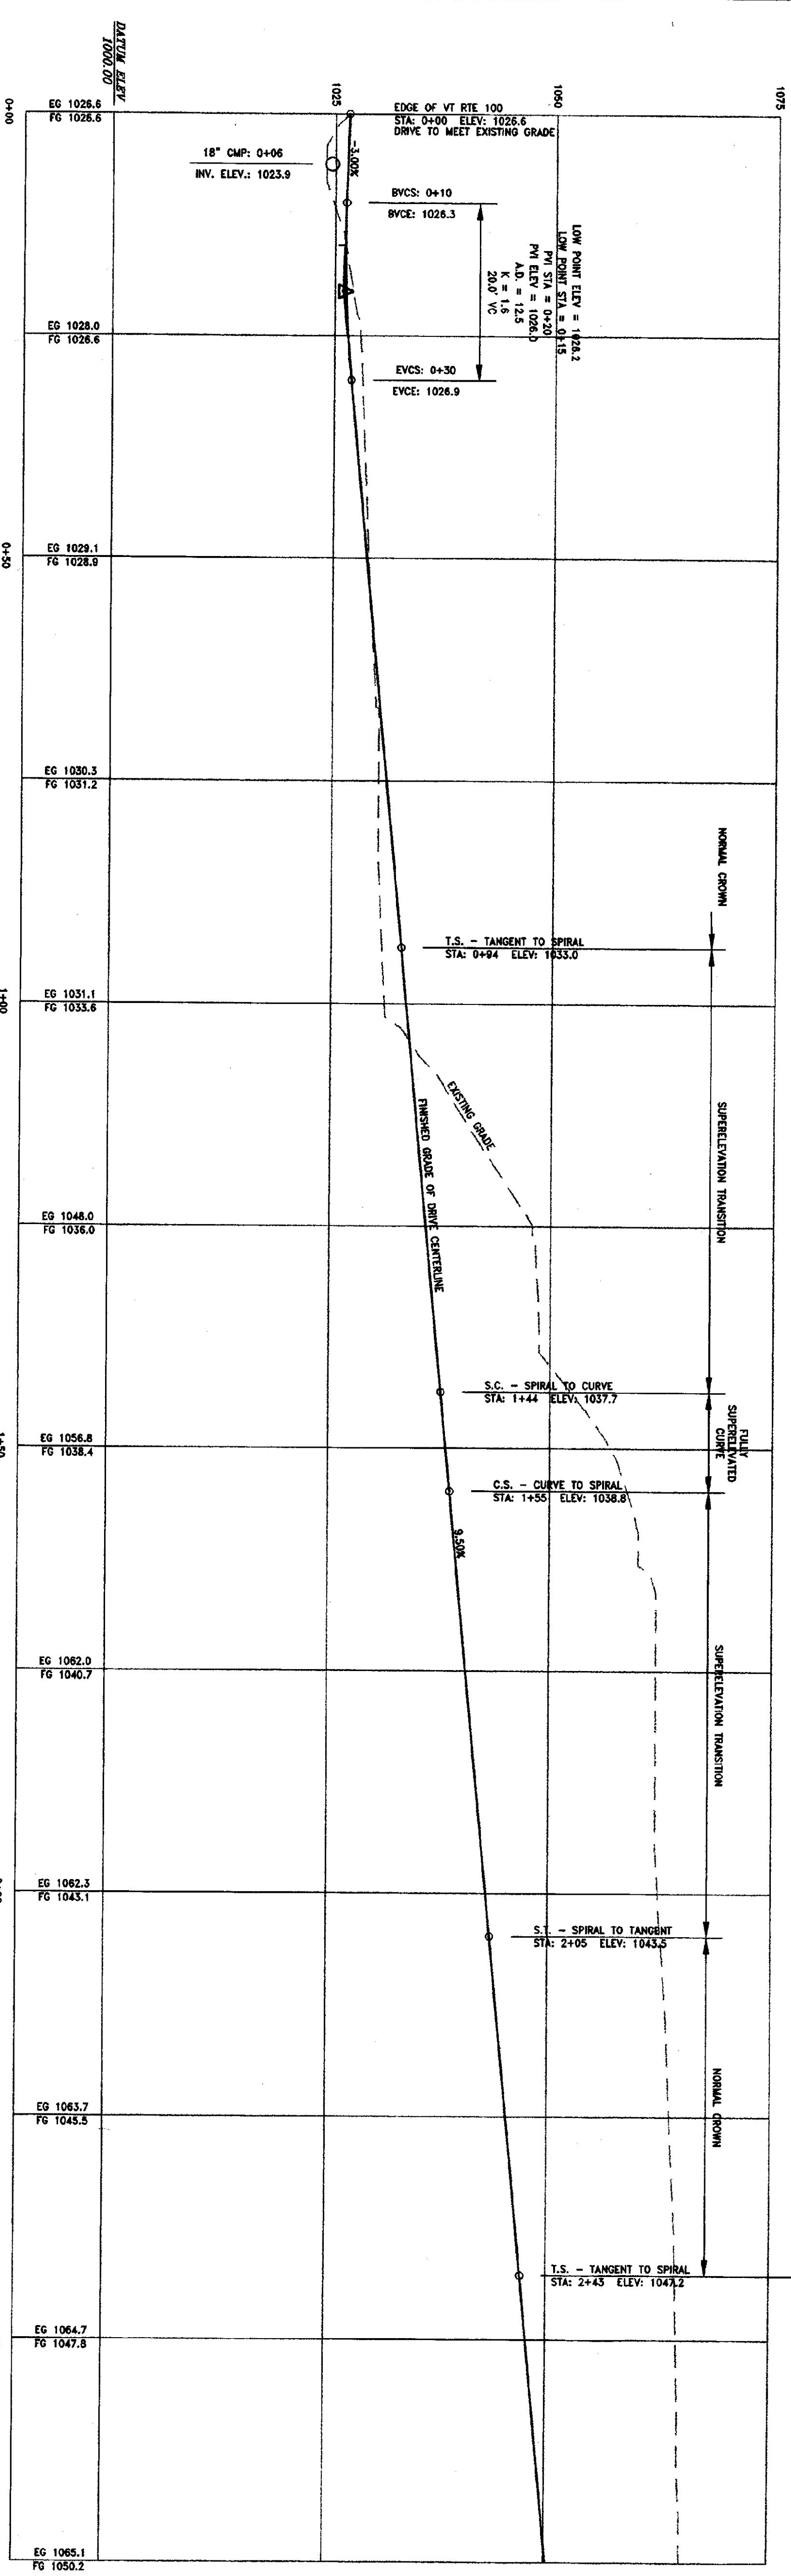 DATUM ELEV
1000.00
1025
1050
1075
0+00
EG 1026.6
FG 1026.6
EDGE OF VT RTE 100
STA: 0+00 ELEV: 1026.6
DRIVE TO MEET EXISTING GRADE
18" CMP: 0+06
INV. ELEV.: 1023.9
-3.00%
BVCS: 0+10
BVCE: 1026.3
LOW POINT ELEV = 1026.2
LOW POINT STA = 0+15
PVI STA = 0+20
PVI ELEV = 1026.0
A.D. = 12.5
K = 1.6
20.0' VC
EG 1028.0
FG 1026.6
EVCS: 0+30
EVCE: 1026.9
0+50
EG 1029.1
FG 1028.9
EG 1030.3
FG 1031.2
NORMAL CROWN
T.S. - TANGENT TO SPIRAL
STA: 0+94 ELEV: 1033.0
1+00
EG 1031.1
FG 1033.6
EXISTING GRADE
FINISHED GRADE OF DRIVE CENTERLINE
SUPERELEVATION TRANSITION
EG 1048.0
FG 1036.0
S.C. - SPIRAL TO CURVE
STA: 1+44 ELEV: 1037.7
FULLY
SUPERELEVATED
CURVE
1+50
EG 1056.8
FG 1038.4
C.S. - CURVE TO SPIRAL
STA: 1+55 ELEV: 1038.8
9.50%
EG 1062.0
FG 1040.7
SUPERELEVATION TRANSITION
EG 1062.3
FG 1043.1
S.T. - SPIRAL TO TANGENT
STA: 2+05 ELEV: 1043.5
NORMAL CROWN
EG 1063.7
FG 1045.5
T.S. - TANGENT TO SPIRAL
STA: 2+43 ELEV: 1047.2
EG 1064.7
FG 1047.8
EG 1065.1
FG 1050.2